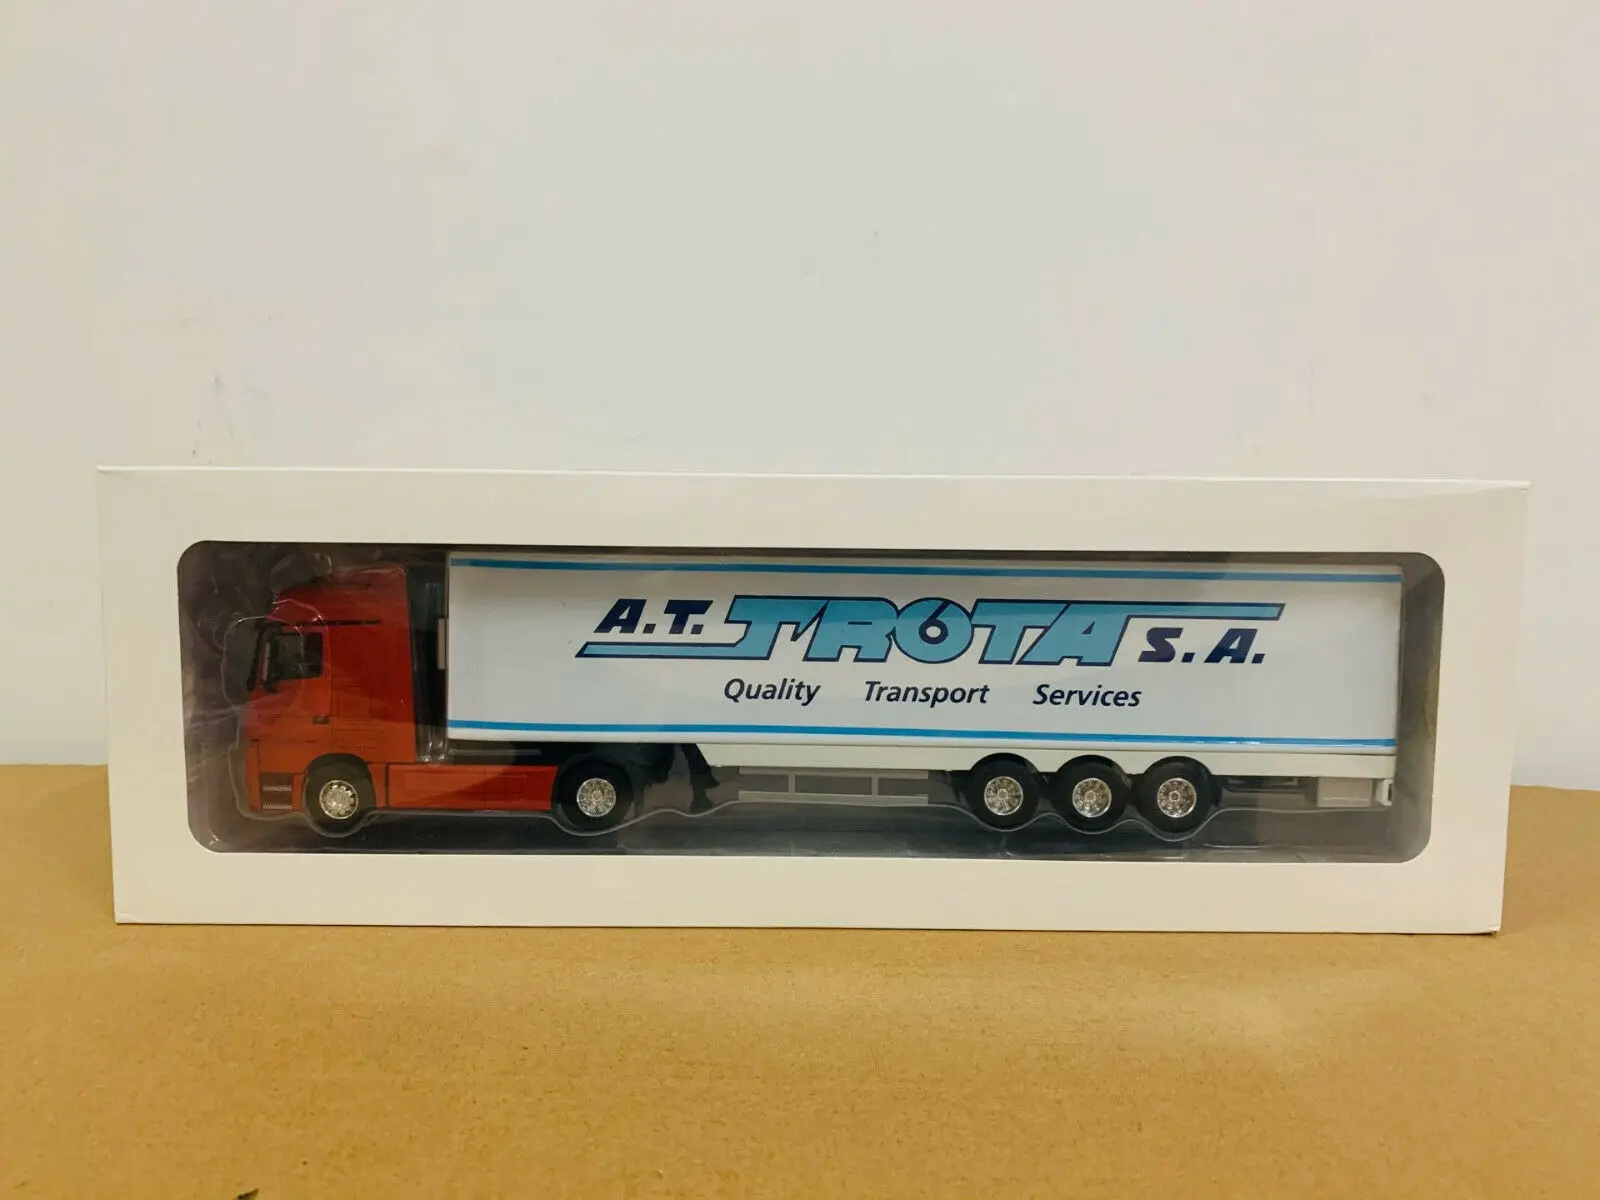 A.T. TROTA S.A.
Quality Transport Services